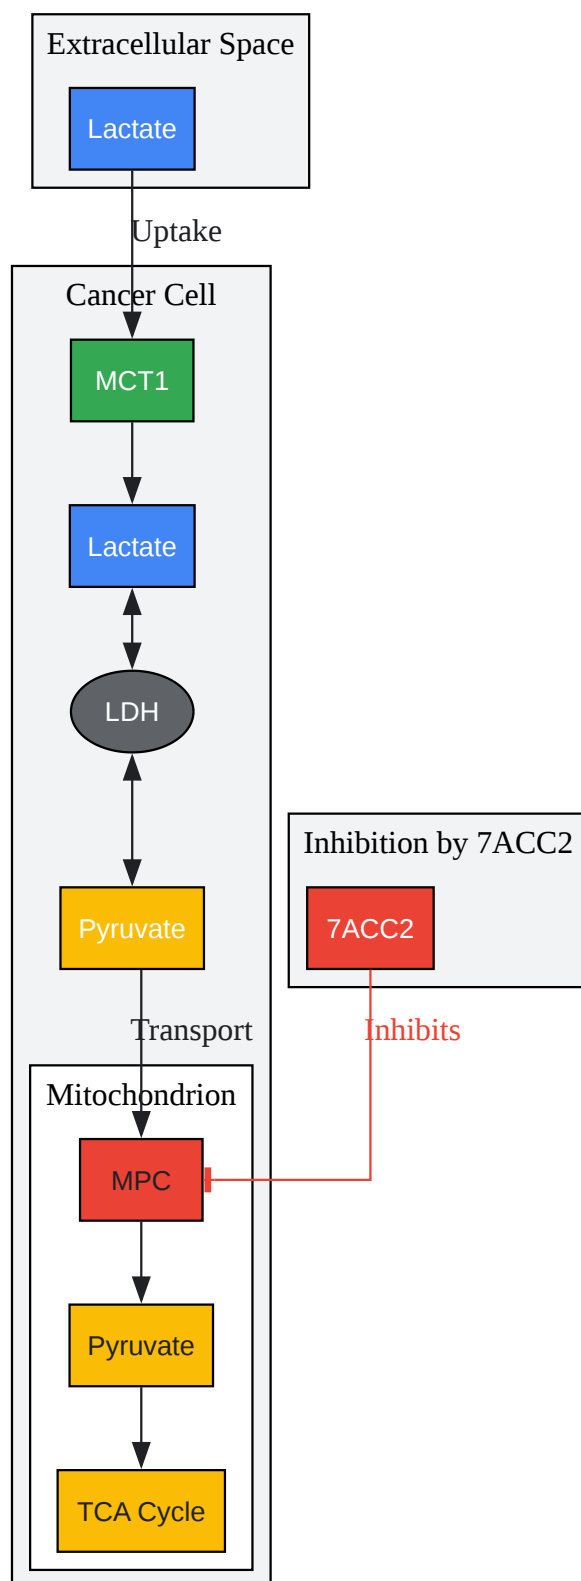 Extracellular Space
Lactate
Uptake
Cancer Cell
MCT1
Lactate
LDH
Inhibition by 7ACC2
Pyruvate
7ACC2
Transport
Inhibits
Mitochondrion
MPC
Pyruvate
TCA Cycle